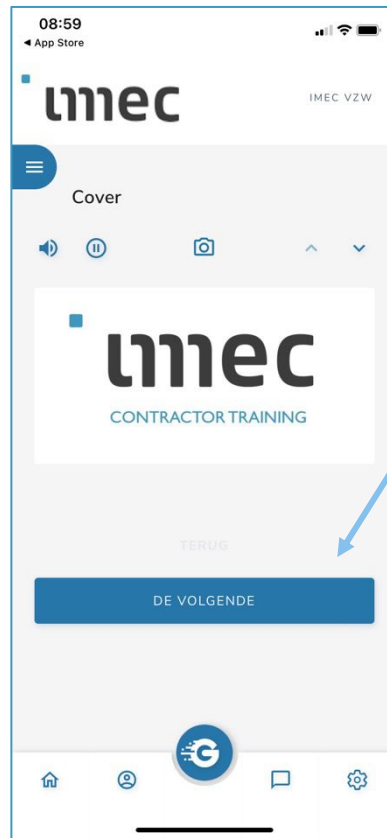 08:59
◀ App Store
imec
IMEC VZW
Cover
imec
CONTRACTOR TRAINING
TERUG
DE VOLGENDE
G